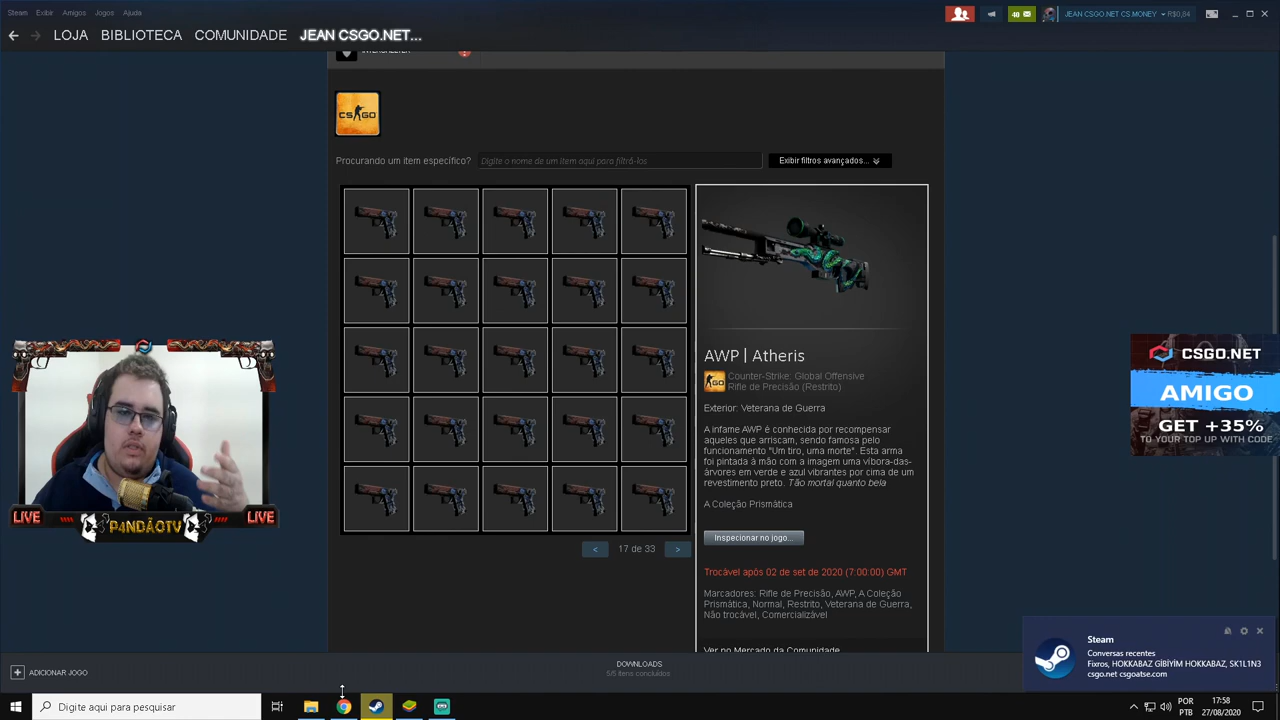 Steam Exibir Amigos Jogos Ajuda
40
JEAN CSGO.NET CS.MONEY R$0,84
LOJA BIBLIOTECA COMUNIDADE JEAN CSGO.NET...
CS GO
Procurando um item específico?
Digite o nome de um item aqui para filtrá-los
Exibir filtros avançados...
AWP | Atheris
Counter-Strike: Global Offensive
Rifle de Precisão (Restrito)
Exterior: Veterana de Guerra
A infame AWP é conhecida por recompensar
aqueles que arriscam, sendo famosa pelo
funcionamento "Um tiro, uma morte". Esta arma
foi pintada à mão com a imagem uma víbora-das-
árvores em verde e azul vibrantes por cima de um
revestimento preto. Tão mortal quanto bela
A Coleção Prismática
Inspecionar no jogo...
< 17 de 33 >
Trocável após 02 de set de 2020 (7:00:00) GMT
Marcadores: Rifle de Precisão, AWP, A Coleção
Prismática, Normal, Restrito, Veterana de Guerra,
Não trocável, Comercializável
Ver no Mercado da Comunidade
CSGO.NET
AMIGO
GET +35%
TO YOUR TOP UP WITH CODE
LIVE P4NDÃOTV LIVE
Steam
Conversas recentes
Fixros, HOKKABAZ GİBİYİM HOKKABAZ, SK1L1N3
csgo.net csgoatse.com
ADICIONAR JOGO
DOWNLOADS
5/5 itens concluídos
Digite aqui para pesquisar
POR
PTB
17:58
27/08/2020